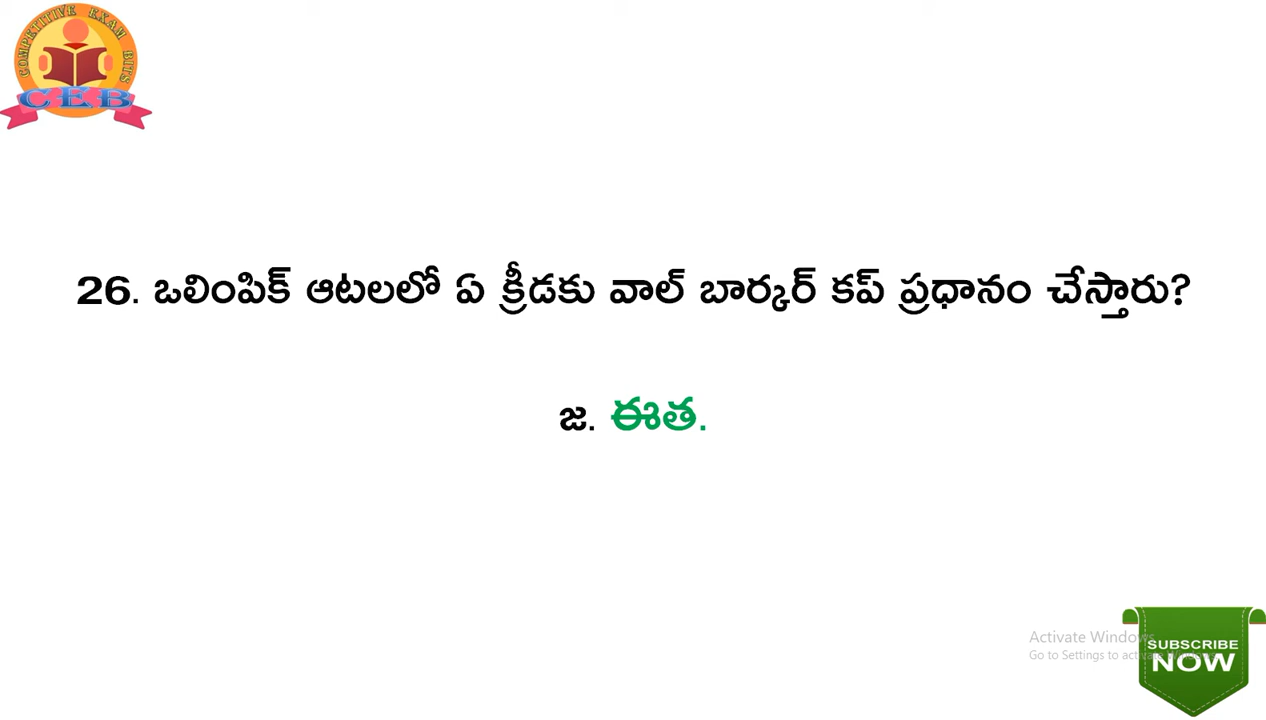 COMPETITIVE EXAM BITS
CEB
26. ఒలింపిక్ ఆటలలో ఏ క్రీడకు వాల్ బార్కర్ కప్ ప్రధానం చేస్తారు?
జ. ఈత.
Activate Windows
Go to Settings to activate Windows.
SUBSCRIBE
NOW